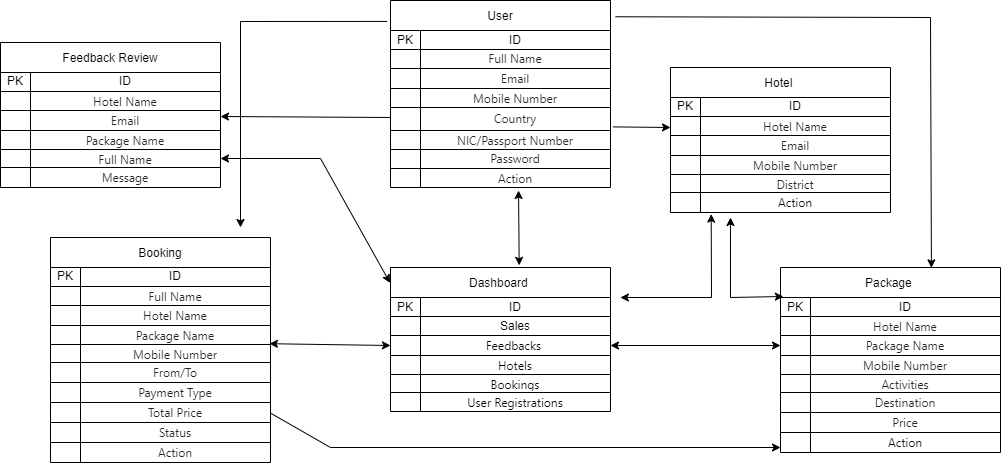 User
PK ID
Full Name
Email
Mobile Number
Country
NIC/Passport Number
Password
Action
Feedback Review
PK ID
Hotel Name
Email
Package Name
Full Name
Message
Hotel
PK ID
Hotel Name
Email
Mobile Number
District
Action
Booking
PK ID
Full Name
Hotel Name
Package Name
Mobile Number
From/To
Payment Type
Total Price
Status
Action
Dashboard
PK ID
Sales
Feedbacks
Hotels
Bookings
User Registrations
Package
PK ID
Hotel Name
Package Name
Mobile Number
Activities
Destination
Price
Action